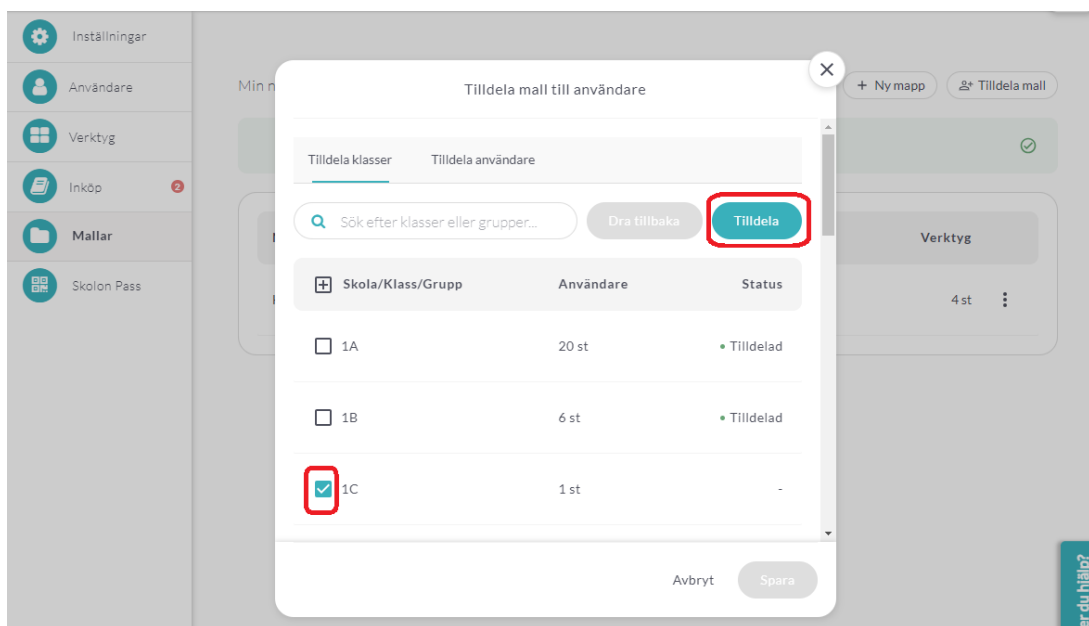 Inställningar
Användare
Verktyg
Inköp 2
Mallar
Skolon Pass
Min
+ Ny mapp
Tilldela mall
Tilldela mall till användare
Tilldela klasser Tilldela användare
Sök efter klasser eller grupper... Dra tillbaka Tilldela
Skola/Klass/Grupp Användare Status
1A 20 st • Tilldelad
1B 6 st • Tilldelad
1C 1 st -
Avbryt Spara
Verktyg
4 st
du hjälp?